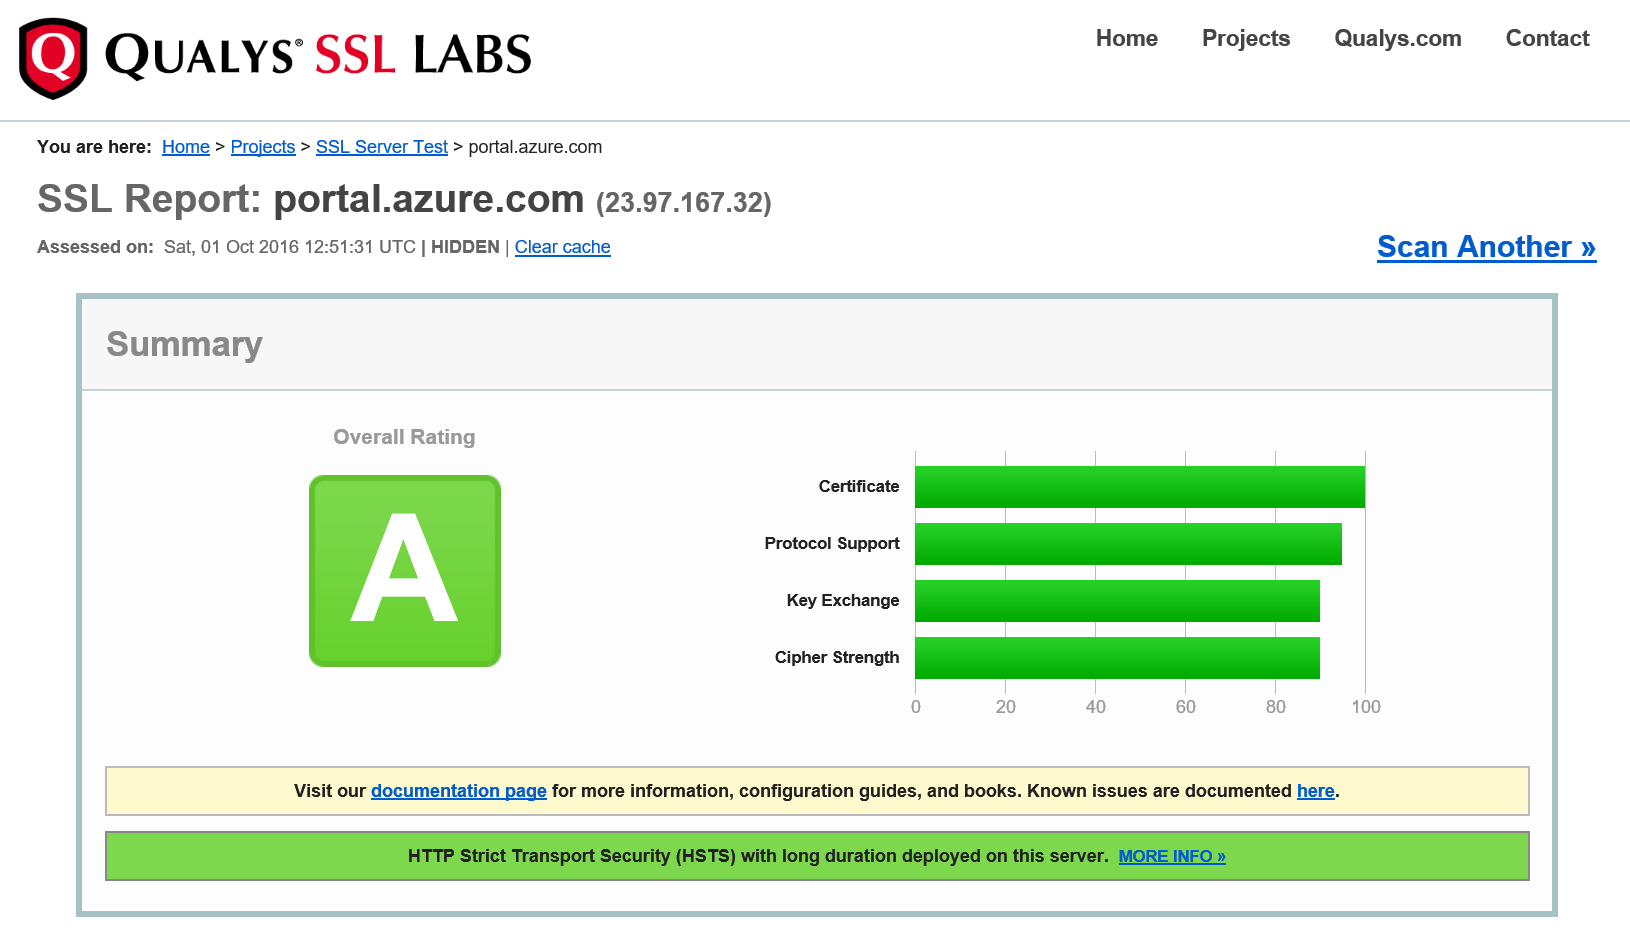 Q QUALYS® SSL LABS
Home Projects Qualys.com Contact
You are here: Home > Projects > SSL Server Test > portal.azure.com
SSL Report: portal.azure.com (23.97.167.32)
Assessed on: Sat, 01 Oct 2016 12:51:31 UTC | HIDDEN | Clear cache
Scan Another »
Summary
Overall Rating
A
Certificate
Protocol Support
Key Exchange
Cipher Strength
0 20 40 60 80 100
Visit our documentation page for more information, configuration guides, and books. Known issues are documented here.
HTTP Strict Transport Security (HSTS) with long duration deployed on this server. MORE INFO »